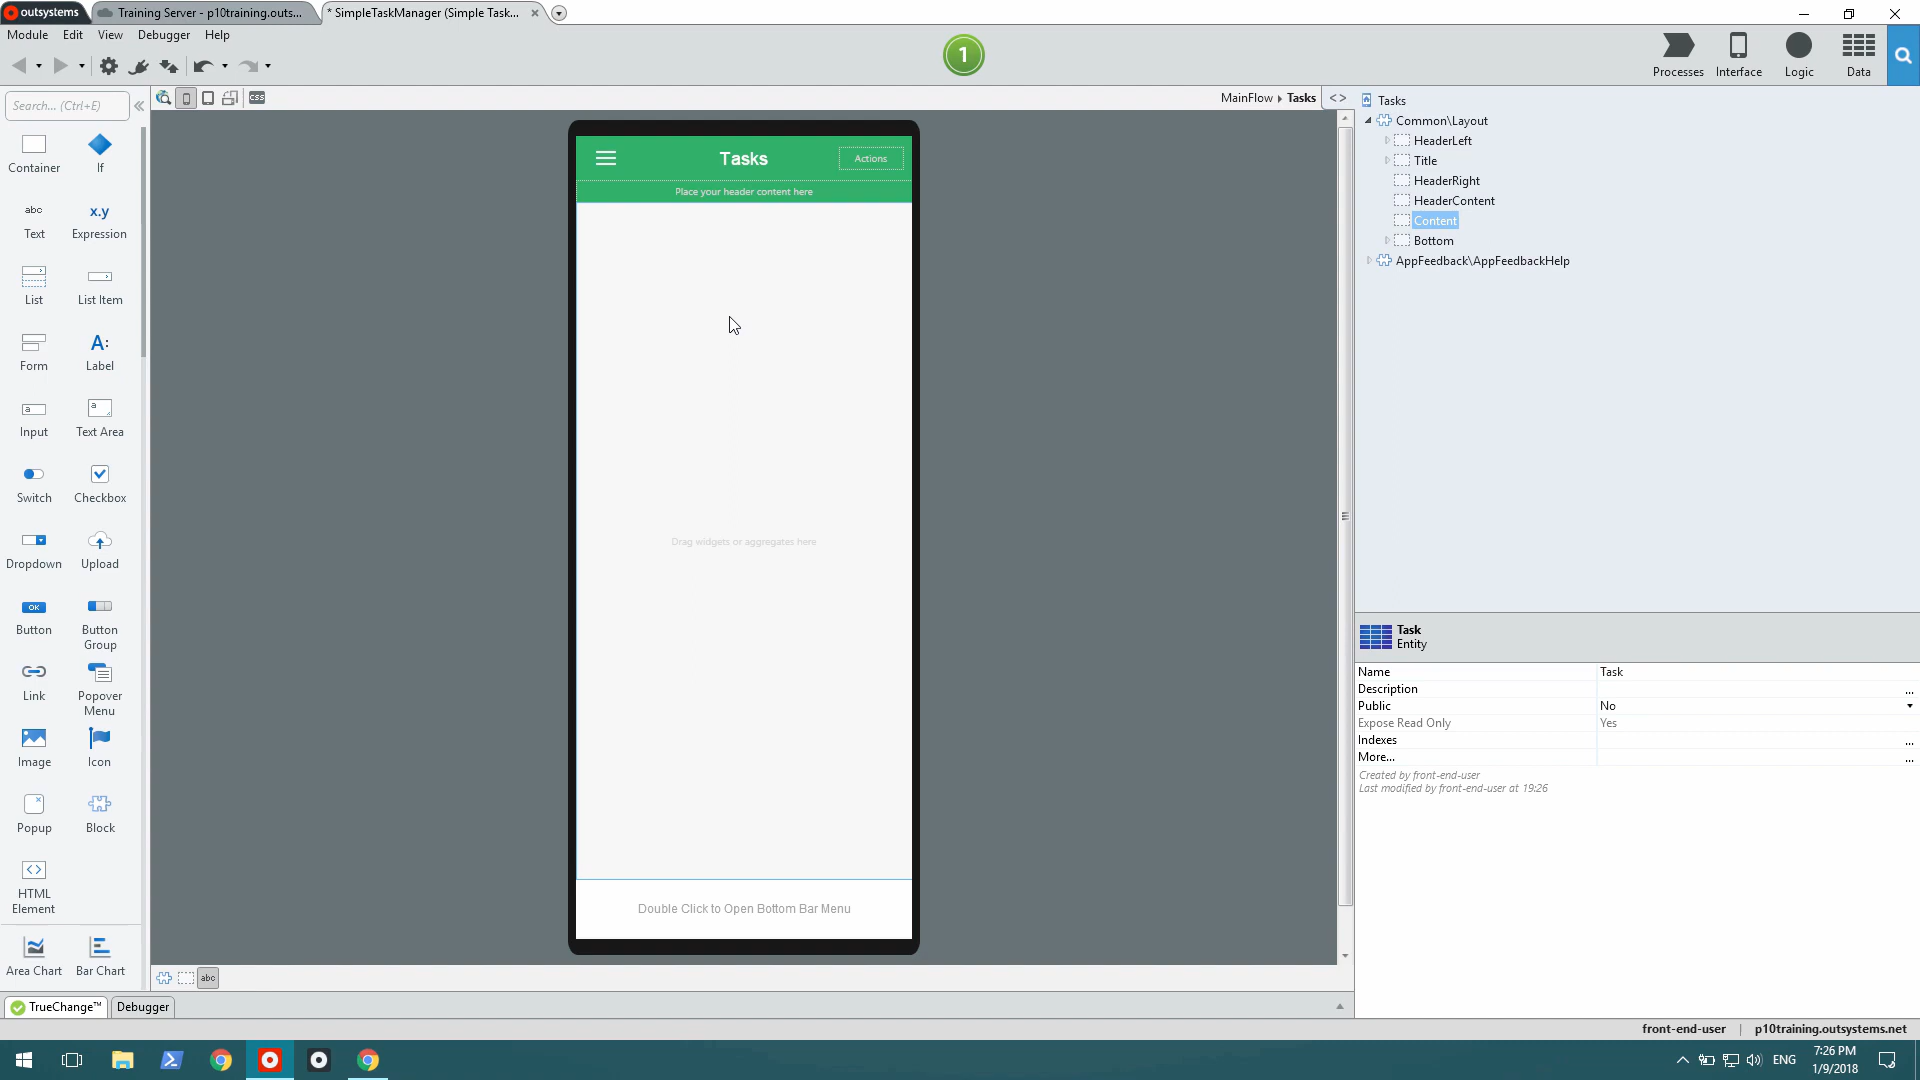 outsystems
Training Server - p10training.outs...
* SimpleTaskManager (Simple Task...
Module Edit View Debugger Help
1
Processes Interface Logic Data
Search... (Ctrl+E)
css
MainFlow Tasks
<>
Container If
abc x.y
Text Expression
List List Item
A:
Form Label
a a
Input Text Area
Switch Checkbox
Dropdown Upload
OK
Button Button Group
Link Popover Menu
Image Icon
Popup Block
HTML Element
Area Chart Bar Chart
Tasks
Actions
Place your header content here
Drag widgets or aggregates here
Double Click to Open Bottom Bar Menu
abc
Tasks
Common\Layout
HeaderLeft
Title
HeaderRight
HeaderContent
Content
Bottom
AppFeedback\AppFeedbackHelp
Task
Entity
Name Task
Description ...
Public No
Expose Read Only Yes
Indexes ...
More... ...
Created by front-end-user
Last modified by front-end-user at 19:26
TrueChange™ Debugger
front-end-user | p10training.outsystems.net
ENG
7:26 PM
1/9/2018